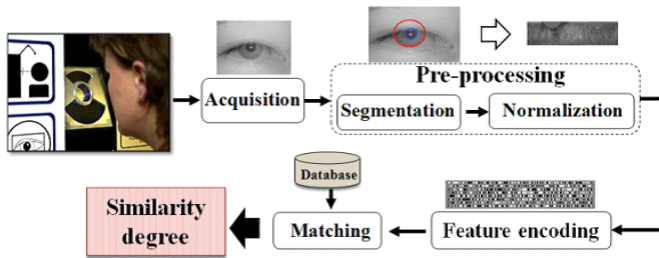 Pre-processing
Acquisition
Segmentation
Normalization
Database
Similarity
degree
Matching
Feature encoding